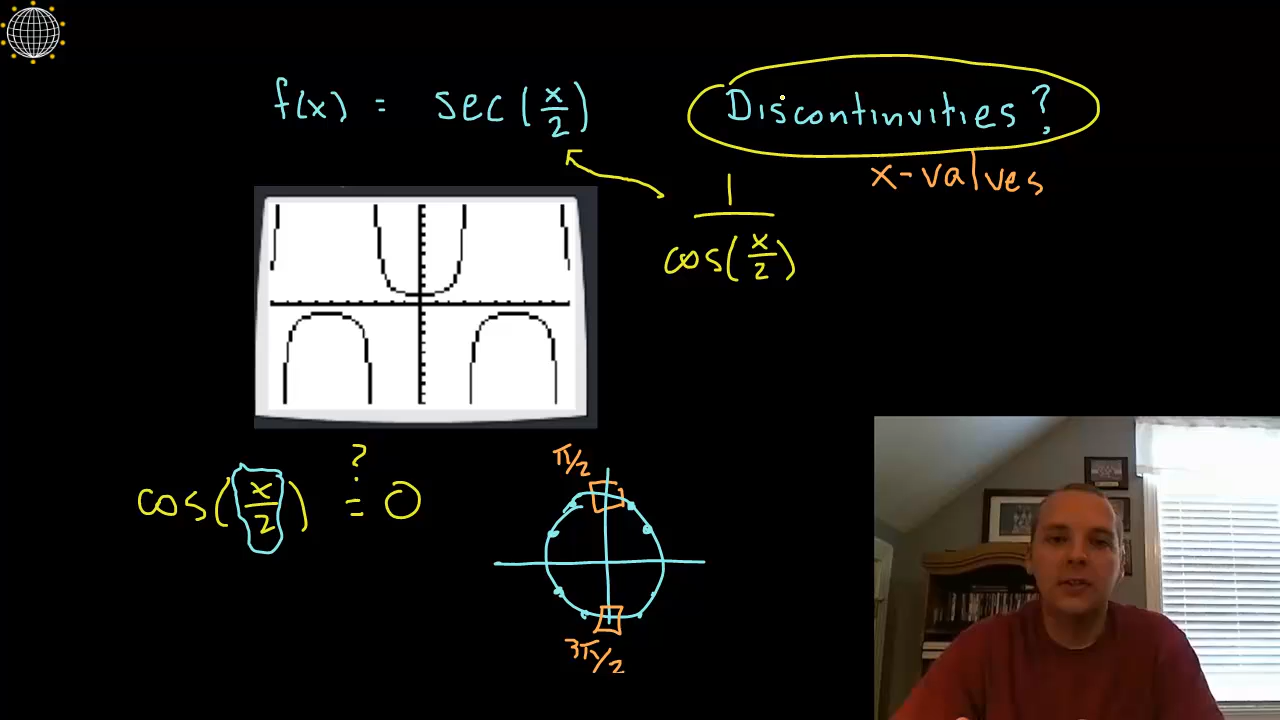 f(x) = sec(x/2)
Discontinuities?
x-values
1/cos(x/2)
cos(x/2) ?= 0
π/2
3π/2